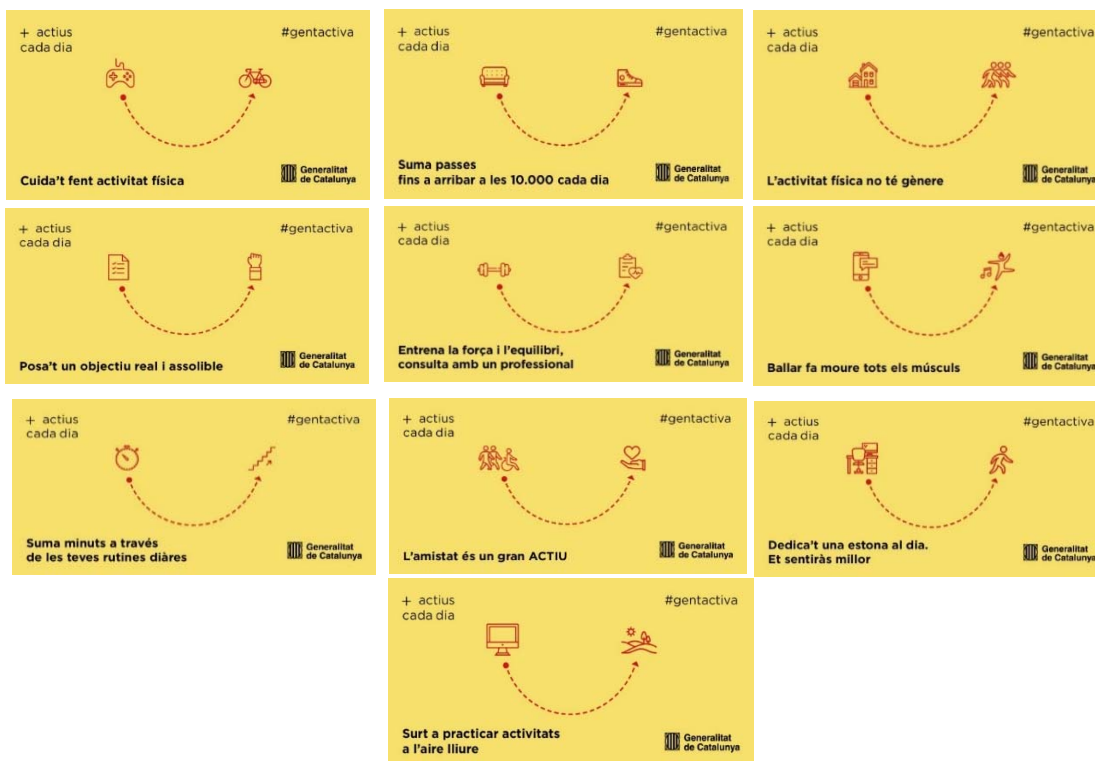 + actius
cada dia
#gentactiva
Cuida't fent activitat física
Generalitat
de Catalunya
+ actius
cada dia
#gentactiva
Suma passes
fins a arribar a les 10.000 cada dia
Generalitat
de Catalunya
+ actius
cada dia
#gentactiva
L'activitat física no té gènere
Generalitat
de Catalunya
+ actius
cada dia
#gentactiva
Posa't un objectiu real i assolible
Generalitat
de Catalunya
+ actius
cada dia
#gentactiva
Entrena la força i l'equilibri,
consulta amb un professional
Generalitat
de Catalunya
+ actius
cada dia
#gentactiva
Ballar fa moure tots els músculs
Generalitat
de Catalunya
+ actius
cada dia
#gentactiva
Suma minuts a través
de les teves rutines diàres
Generalitat
de Catalunya
+ actius
cada dia
#gentactiva
L'amistat és un gran ACTIU
Generalitat
de Catalunya
+ actius
cada dia
#gentactiva
Dedica't una estona al dia.
Et sentiràs millor
Generalitat
de Catalunya
+ actius
cada dia
#gentactiva
Surt a practicar activitats
a l'aire lliure
Generalitat
de Catalunya